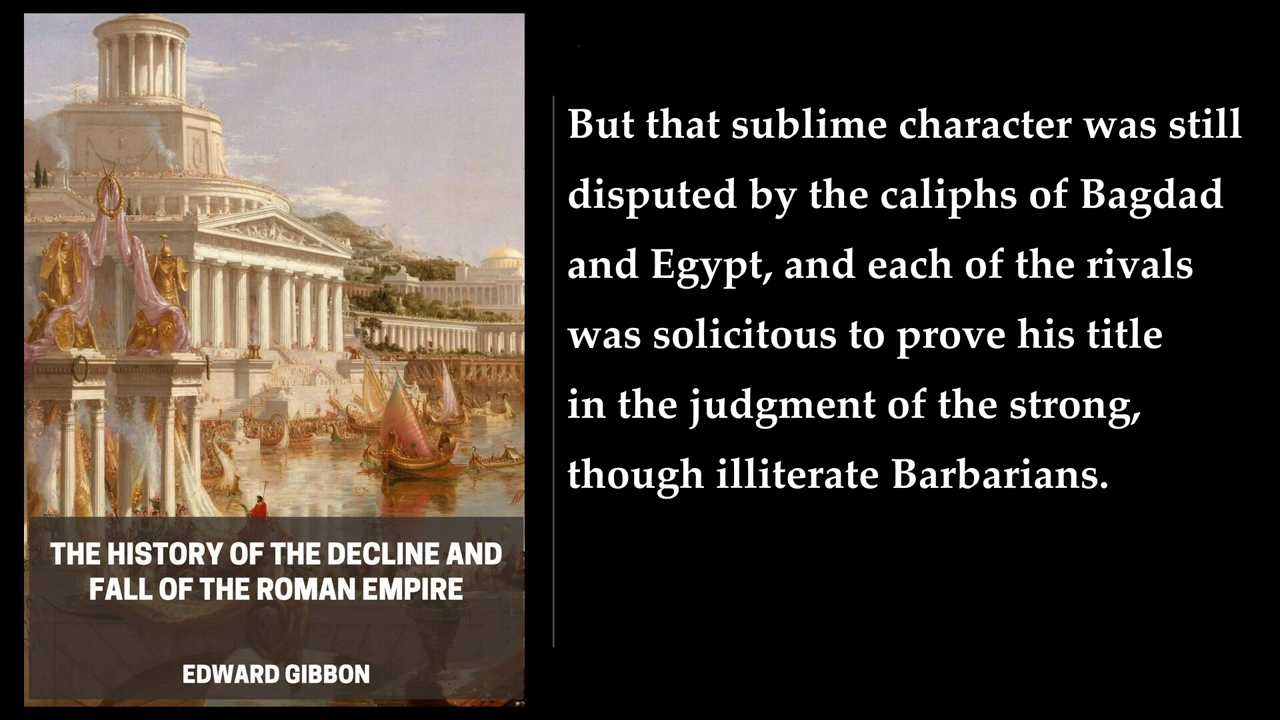 THE HISTORY OF THE DECLINE AND
FALL OF THE ROMAN EMPIRE
EDWARD GIBBON
But that sublime character was still
disputed by the caliphs of Bagdad
and Egypt, and each of the rivals
was solicitous to prove his title
in the judgment of the strong,
though illiterate Barbarians.